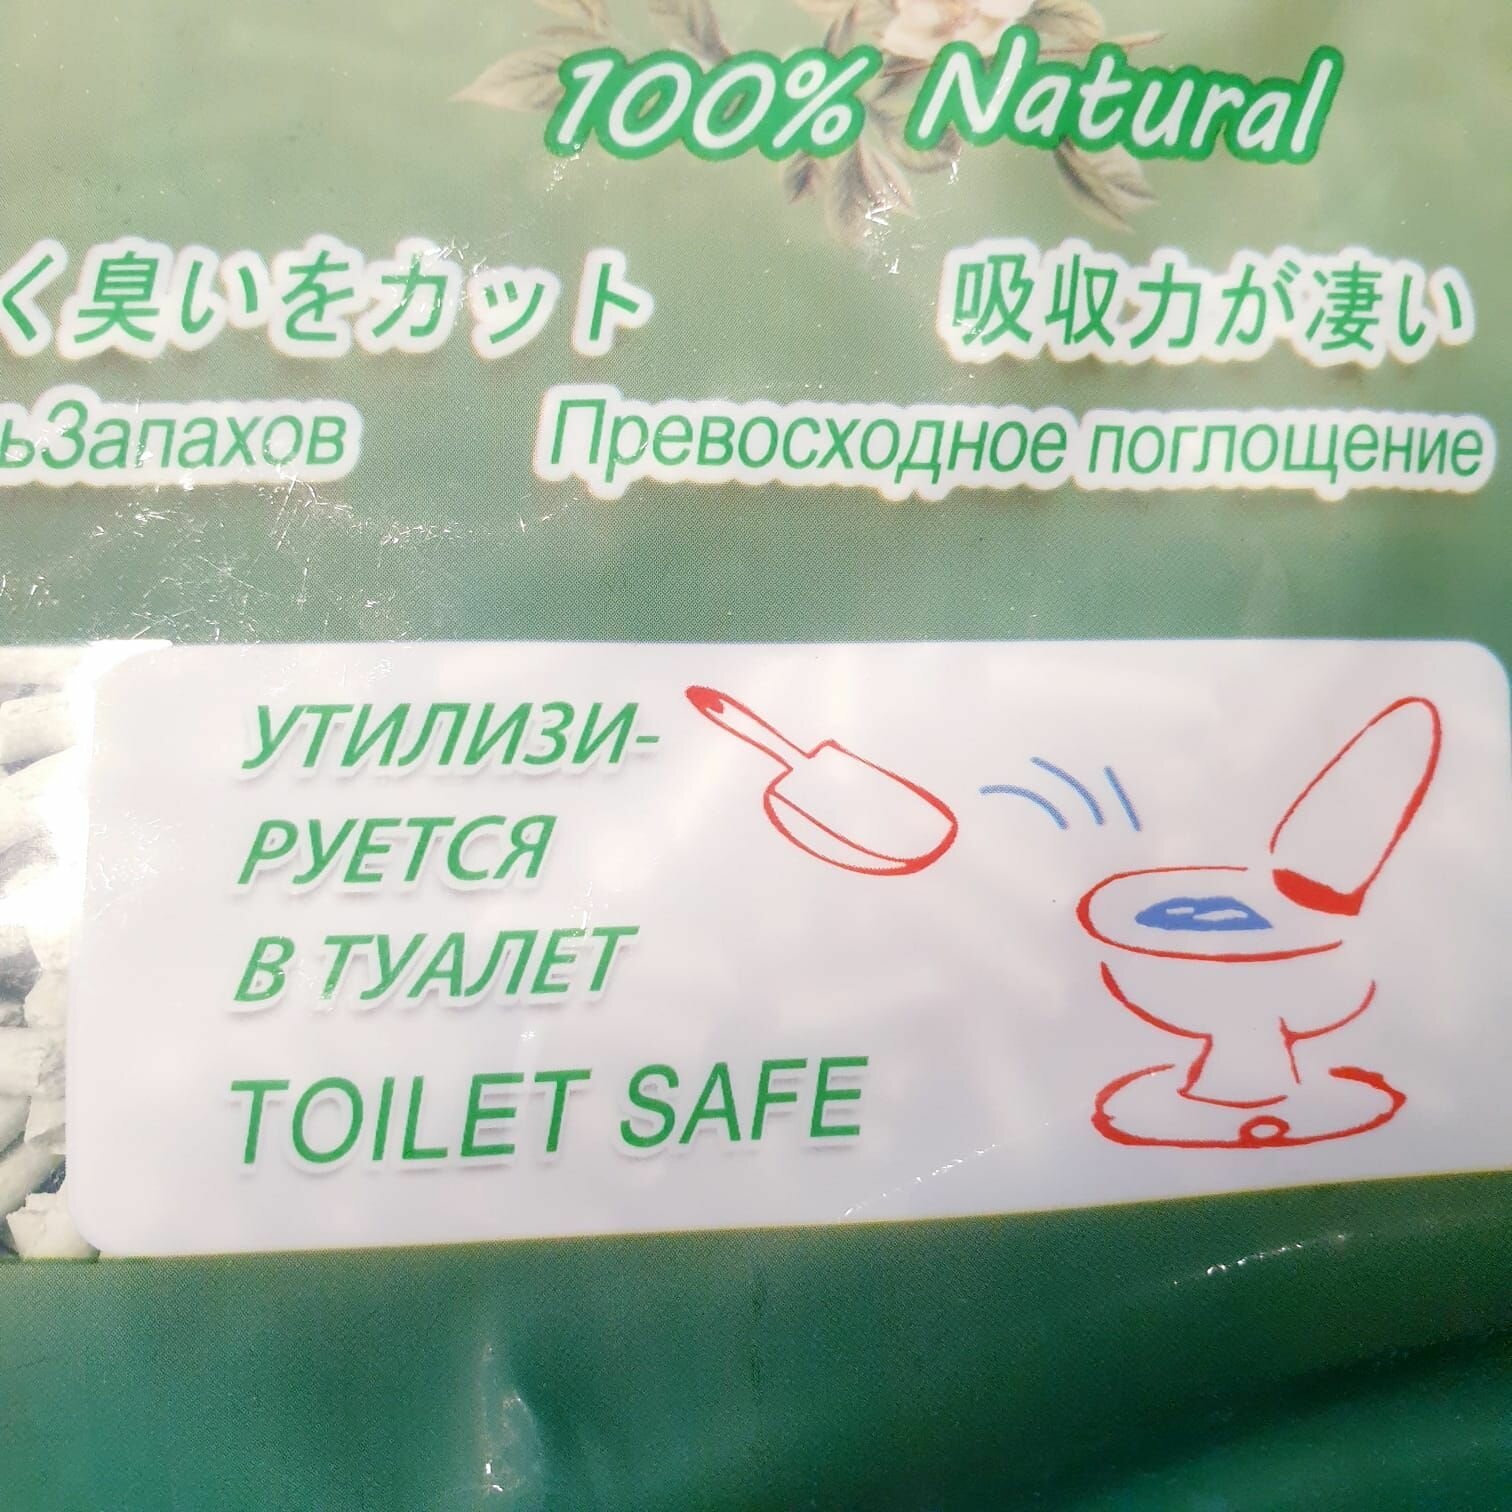 100% Natural
く臭いをカット 吸収力が凄い
ьЗапахов Превосходное поглощение
УТИЛИЗИ-
РУЕТСЯ
В ТУАЛЕТ
TOILET SAFE